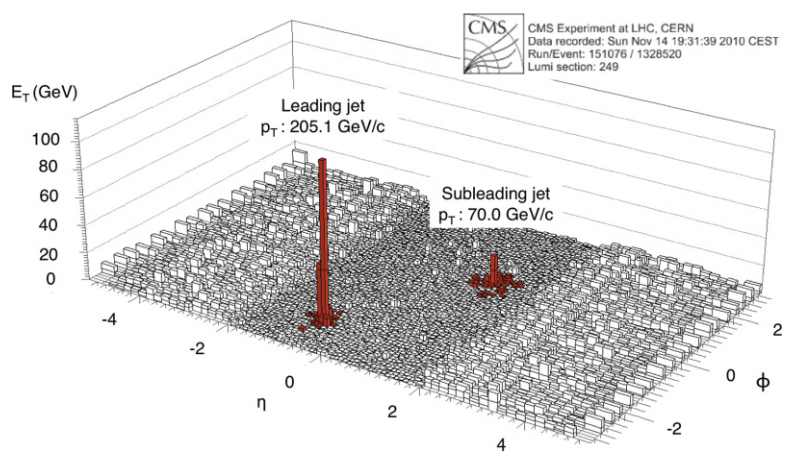 CMS
CMS Experiment at LHC, CERN
Data recorded: Sun Nov 14 19:31:39 2010 CEST
Run/Event: 151076 / 1328520
Lumi section: 249
E_T (GeV)
Leading jet
p_T : 205.1 GeV/c
Subleading jet
p_T : 70.0 GeV/c
100
80
60
40
20
0
-4
-2
0
2
4
η
2
0
-2
ϕ